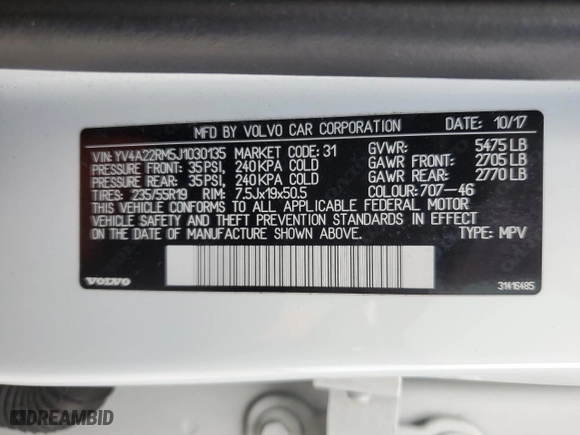 MFD BY VOLVO CAR CORPORATION DATE: 10/17
VIN: YV4A22RM5J1030135 MARKET CODE: 31 GVWR: 5475 LB
PRESSURE FRONT: 35 PSI, 240 KPA COLD GAWR FRONT: 2705 LB
PRESSURE REAR: 35 PSI, 240 KPA COLD GAWR REAR: 2770 LB
TIRES: 235/55R19 RIM: 7.5Jx19x50.5 COLOUR: 707-46
THIS VEHICLE CONFORMS TO ALL APPLICABLE FEDERAL MOTOR
VEHICLE SAFETY AND THEFT PREVENTION STANDARDS IN EFFECT
ON DATE OF MANUFACTURE SHOWN ABOVE. TYPE: MPV
VOLVO 31416485
DREAMBID